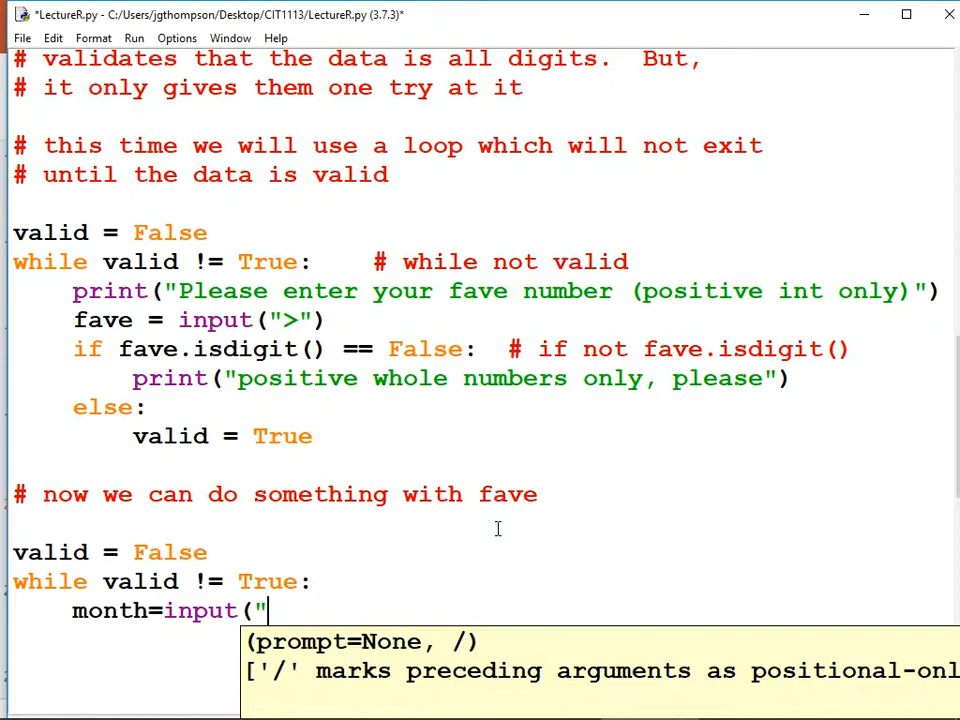 *LectureR.py - C:/Users/jgthompson/Desktop/CIT1113/LectureR.py (3.7.3)*
File Edit Format Run Options Window Help
# validates that the data is all digits.  But,
# it only gives them one try at it
# this time we will use a loop which will not exit
# until the data is valid
valid = False
while valid != True:    # while not valid
    print("Please enter your fave number (positive int only)")
    fave = input(">")
    if fave.isdigit() == False:  # if not fave.isdigit()
        print("positive whole numbers only, please")
    else:
        valid = True
# now we can do something with fave
valid = False
while valid != True:
    month=input("
(prompt=None, /)
['/' marks preceding arguments as positional-onl